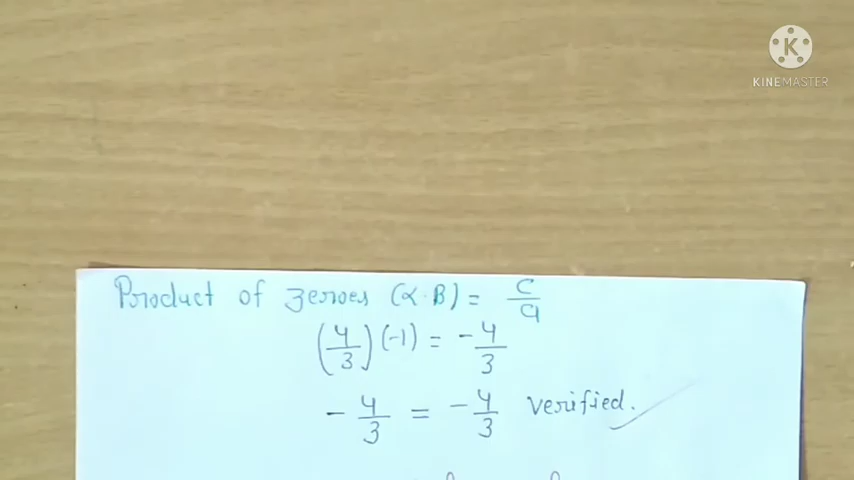 K
KINEMASTER
Product of zeroes (α·β) = c/a
(4/3)(-1) = -4/3
-4/3 = -4/3 verified.